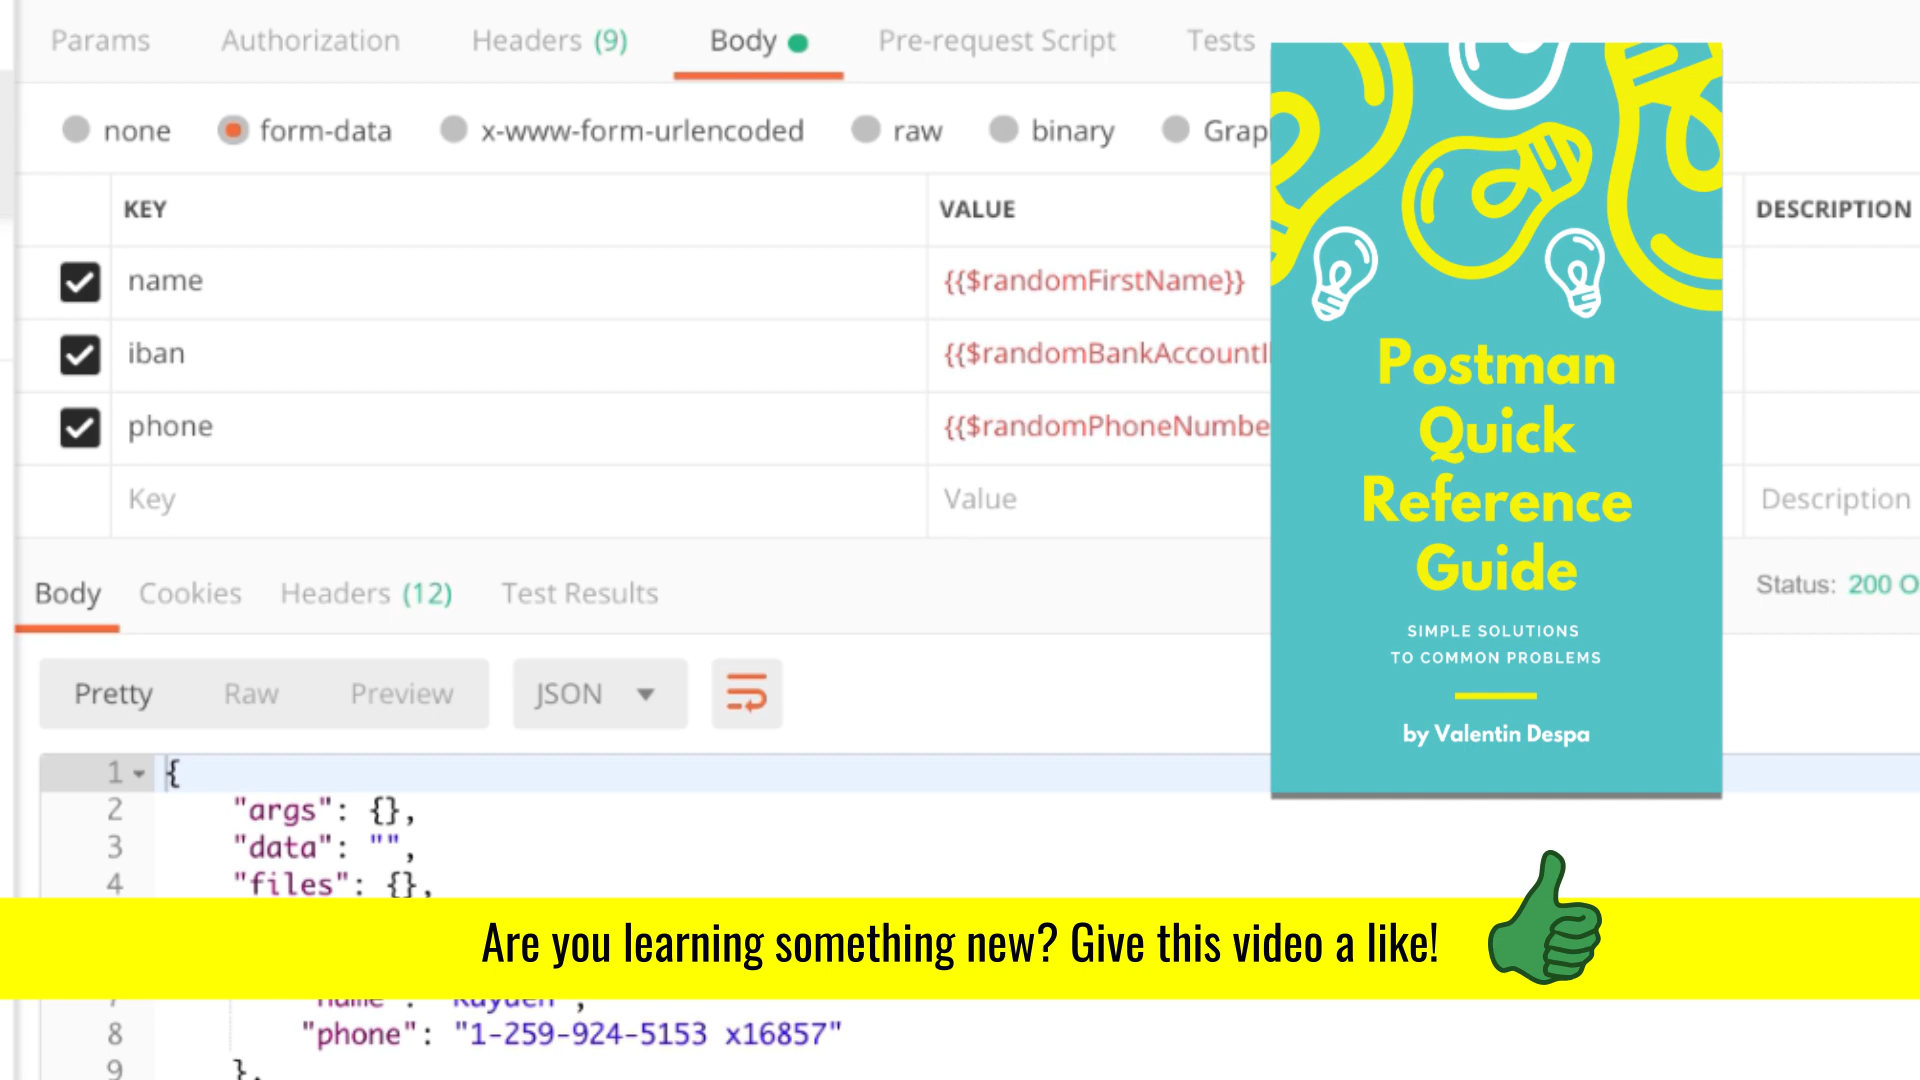 Params Authorization Headers (9) Body Pre-request Script Tests
none form-data x-www-form-urlencoded raw binary Grap
KEY VALUE DESCRIPTION
name {{$randomFirstName}}
iban {{$randomBankAccountI
phone {{$randomPhoneNumbe
Key Value Description
Postman
Quick
Reference
Guide
SIMPLE SOLUTIONS
TO COMMON PROBLEMS
by Valentin Despa
Body Cookies Headers (12) Test Results Status: 200 O
Pretty Raw Preview JSON
1 {
2 "args": {},
3 "data": "",
4 "files": {},
Are you learning something new? Give this video a like!
8 "phone": "1-259-924-5153 x16857"
9 },